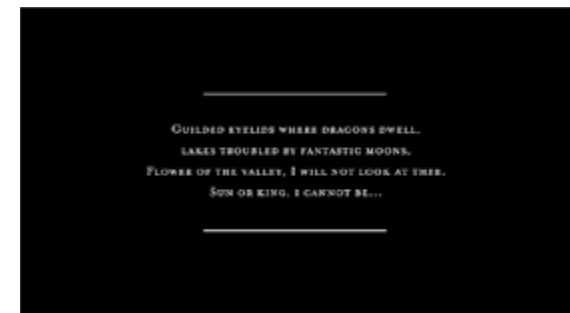 Guilded eyelids where dragons dwell,
lakes troubled by fantastic moons.
Flower of the valley, I will not look at thee.
Sun or king, I cannot be...